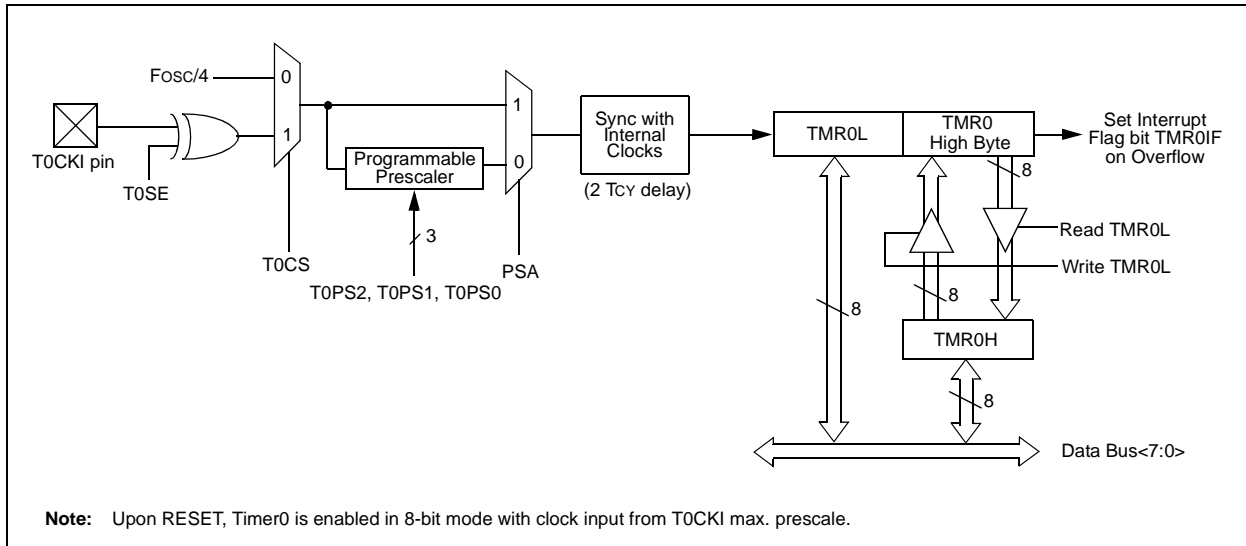 FOSC/4
0
1
T0CKI pin
T0SE
T0CS
Programmable
Prescaler
3
T0PS2, T0PS1, T0PS0
1
0
PSA
Sync with
Internal
Clocks
(2 TCY delay)
TMR0L
TMR0
High Byte
Set Interrupt
Flag bit TMR0IF
on Overflow
8
Read TMR0L
Write TMR0L
8
8
TMR0H
8
Data Bus<7:0>
Note: Upon RESET, Timer0 is enabled in 8-bit mode with clock input from T0CKI max. prescale.